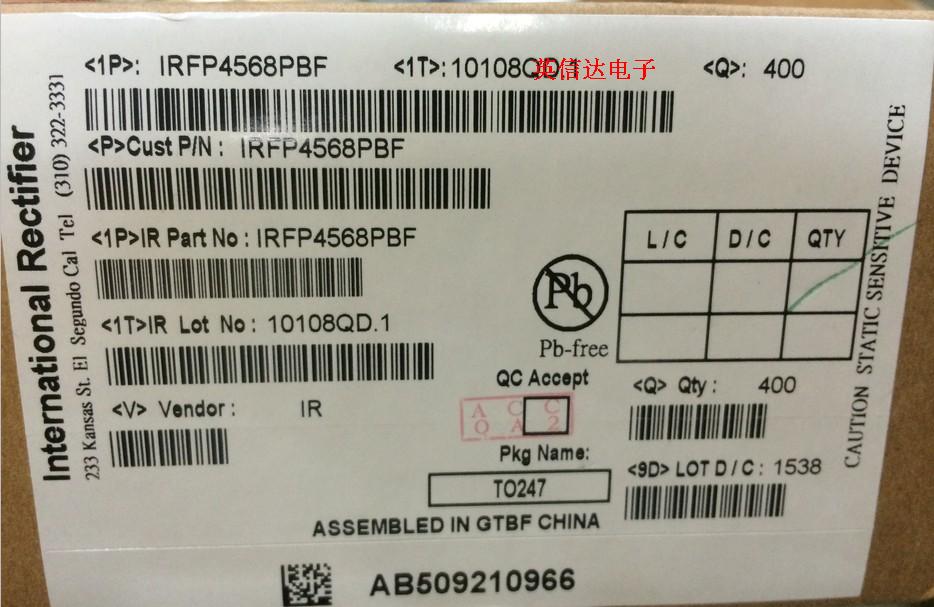 <1P>: IRFP4568PBF <1T>:10108QD.1 <Q>: 400
英信达电子
<P>Cust P/N : IRFP4568PBF
<1P>IR Part No : IRFP4568PBF
<1T>IR Lot No : 10108QD.1
<V> Vendor : IR
International Rectifier
233 Kansas St. El Segundo Cal Tel (310) 322-3331
Pb
Pb-free
L/C D/C QTY
QC Accept
A C C
Q A 2
Pkg Name:
TO247
<Q> Qty : 400
<9D> LOT D/C : 1538
CAUTION STATIC SENSITIVE DEVICE
ASSEMBLED IN GTBF CHINA
AB509210966